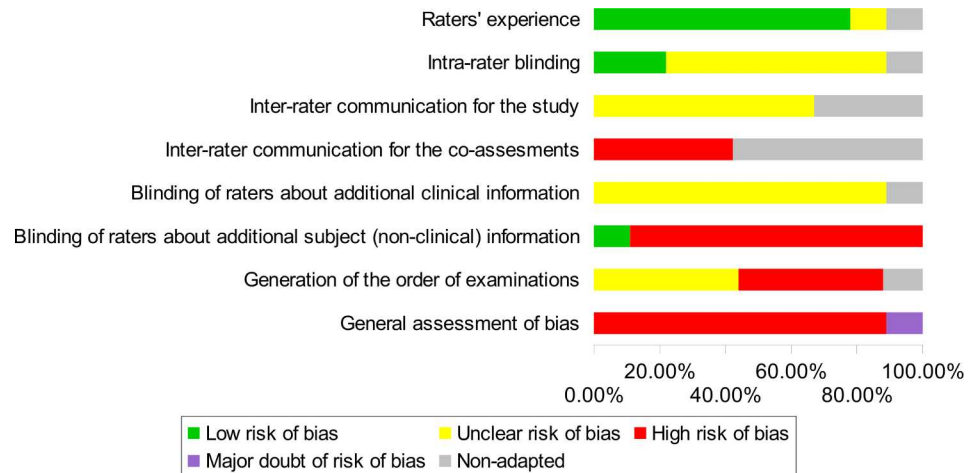 Raters' experience
Intra-rater blinding
Inter-rater communication for the study
Inter-rater communication for the co-assesments
Blinding of raters about additional clinical information
Blinding of raters about additional subject (non-clinical) information
Generation of the order of examinations
General assessment of bias
20.00% 60.00% 100.00%
0.00% 40.00% 80.00%
Low risk of bias Unclear risk of bias High risk of bias
Major doubt of risk of bias Non-adapted